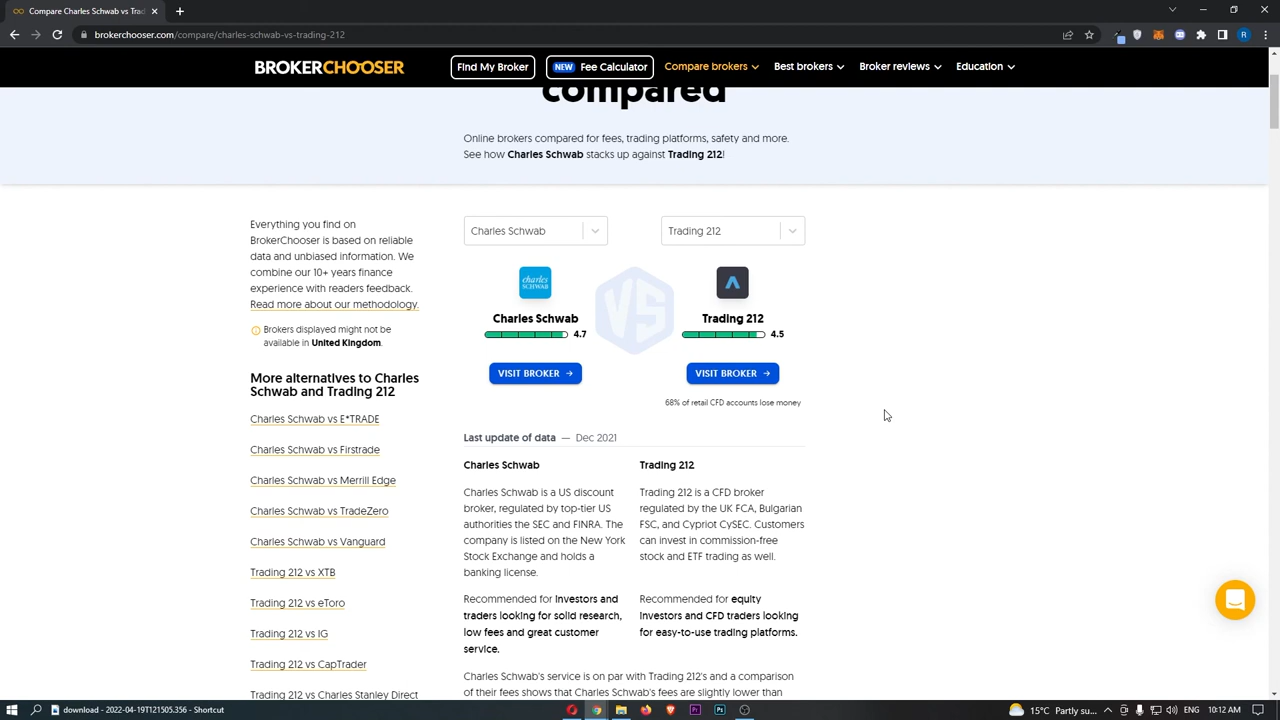 Compare Charles Schwab vs Trad
brokerchooser.com/compare/charles-schwab-vs-trading-212
R
BROKERCHOOSER
Find My Broker
NEW Fee Calculator
Compare brokers
Best brokers
Broker reviews
Education
compared
Online brokers compared for fees, trading platforms, safety and more.
See how Charles Schwab stacks up against Trading 212!
Everything you find on
BrokerChooser is based on reliable
data and unbiased information. We
combine our 10+ years finance
experience with readers feedback.
Read more about our methodology.
Brokers displayed might not be
available in United Kingdom.
More alternatives to Charles
Schwab and Trading 212
Charles Schwab vs E*TRADE
Charles Schwab vs Firstrade
Charles Schwab vs Merrill Edge
Charles Schwab vs TradeZero
Charles Schwab vs Vanguard
Trading 212 vs XTB
Trading 212 vs eToro
Trading 212 vs IG
Trading 212 vs CapTrader
Trading 212 vs Charles Stanley Direct
Charles Schwab
Trading 212
charles
SCHWAB
VS
Charles Schwab
4.7
VISIT BROKER
Trading 212
4.5
VISIT BROKER
68% of retail CFD accounts lose money
Last update of data — Dec 2021
Charles Schwab
Charles Schwab is a US discount
broker, regulated by top-tier US
authorities the SEC and FINRA. The
company is listed on the New York
Stock Exchange and holds a
banking license.
Recommended for Investors and
traders looking for solid research,
low fees and great customer
service.
Trading 212
Trading 212 is a CFD broker
regulated by the UK FCA, Bulgarian
FSC, and Cypriot CySEC. Customers
can invest in commission-free
stock and ETF trading as well.
Recommended for equity
investors and CFD traders looking
for easy-to-use trading platforms.
Charles Schwab's service is on par with Trading 212's and a comparison
of their fees shows that Charles Schwab's fees are slightly lower than
download - 2022-04-19T121505.356 - Shortcut
Pr
Ps
15°C Partly su...
ENG
10:12 AM